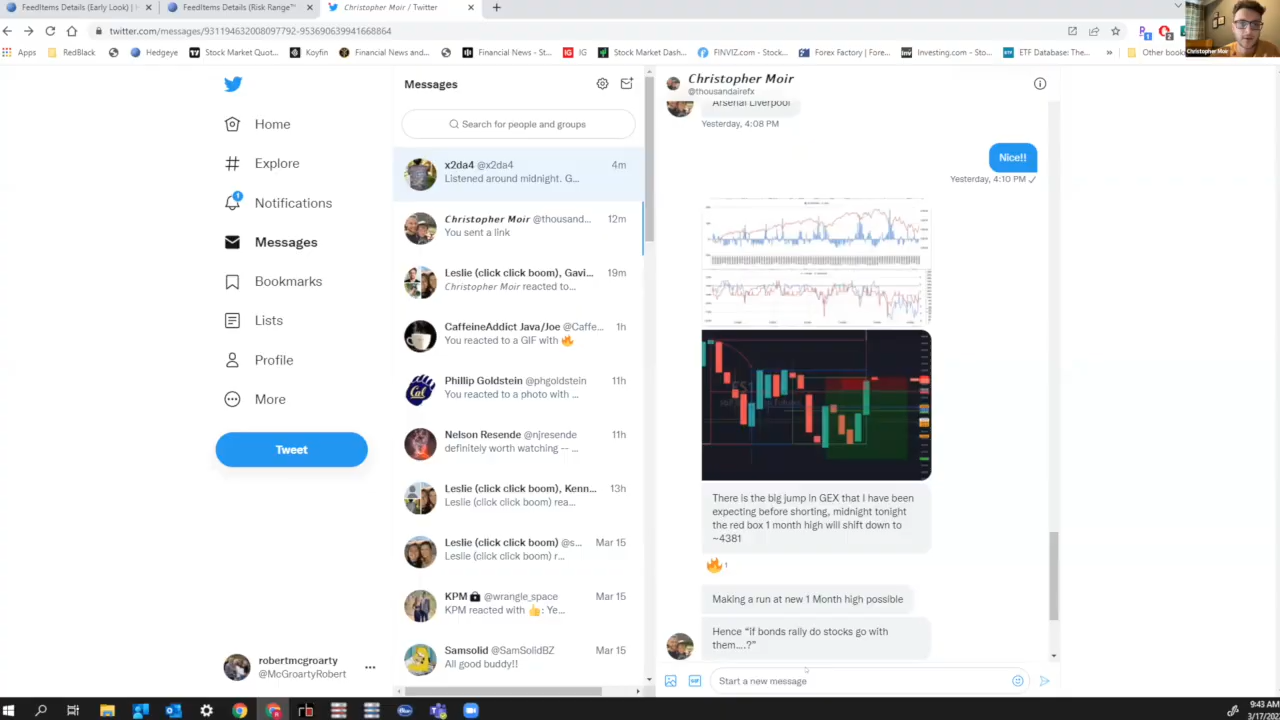 FeedItems Details (Early Look) |
FeedItems Details (Risk Range™
Christopher Moir / Twitter
twitter.com/messages/931194632008097792-953690639941668864
Apps
RedBlack
Hedgeye
Stock Market Quot...
Koyfin
Financial News and...
Financial News - St...
IG
IG
Stock Market Dash...
FINVIZ.com - Stock...
Forex Factory | Fore...
Investing.com - Sto...
ETF Database: The...
»
Other book
Christopher Moir
Home
Explore
1
Notifications
Messages
Bookmarks
Lists
Profile
More
Tweet
robertmcgroarty
@McGroartyRobert
Messages
Search for people and groups
x2da4 @x2da4 4m
Listened around midnight. G...
Christopher Moir @thousand... 12m
You sent a link
Leslie (click click boom), Gavi... 19m
Christopher Moir reacted to...
CaffeineAddict Java/Joe @Caffe... 1h
You reacted to a GIF with 🔥
Phillip Goldstein @phgoldstein 11h
You reacted to a photo with ...
Nelson Resende @njresende 11h
definitely worth watching -- ...
Leslie (click click boom), Kenn... 13h
Leslie (click click boom) rea...
Leslie (click click boom) @s... Mar 15
Leslie (click click boom) r...
KPM @wrangle_space Mar 15
KPM reacted with 👍: Ye...
Samsolid @SamSolidBZ Mar 15
All good buddy!!
Christopher Moir
@thousandairefx
Arsenal Liverpool
Yesterday, 4:08 PM
Nice!!
Yesterday, 4:10 PM ✓
There is the big jump in GEX that I have been
expecting before shorting, midnight tonight
the red box 1 month high will shift down to
~4381
🔥 1
Making a run at new 1 Month high possible
Hence “if bonds rally do stocks go with
them....?”
GIF
Start a new message
9:43 AM